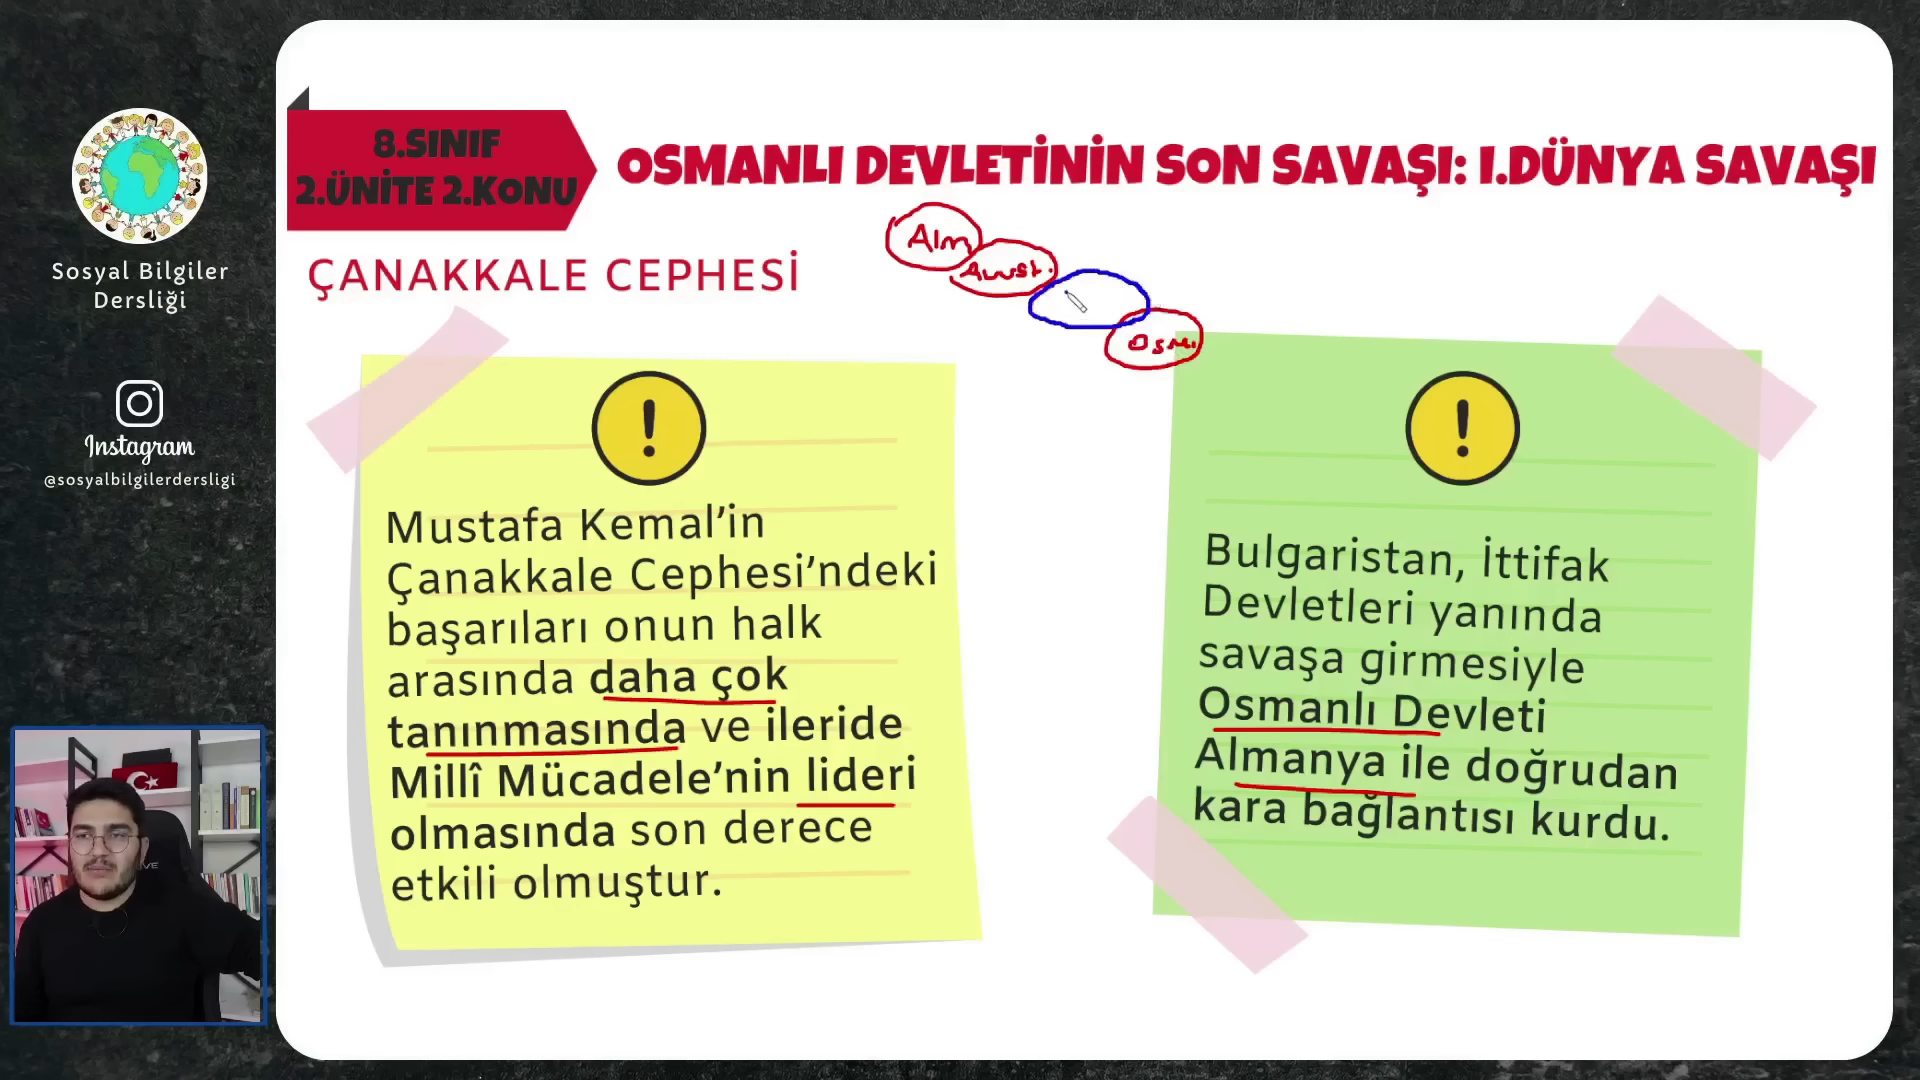 8.SINIF
2.ÜNİTE 2.KONU
OSMANLI DEVLETİNİN SON SAVAŞI: I.DÜNYA SAVAŞI
Sosyal Bilgiler
Dersliği
Instagram
@sosyalbilgilerdersligi
ÇANAKKALE CEPHESİ
Alm
Avust.
Osm.
!
Mustafa Kemal’in
Çanakkale Cephesi’ndeki
başarıları onun halk
arasında daha çok
tanınmasında ve ileride
Millî Mücadele’nin lideri
olmasında son derece
etkili olmuştur.
!
Bulgaristan, İttifak
Devletleri yanında
savaşa girmesiyle
Osmanlı Devleti
Almanya ile doğrudan
kara bağlantısı kurdu.